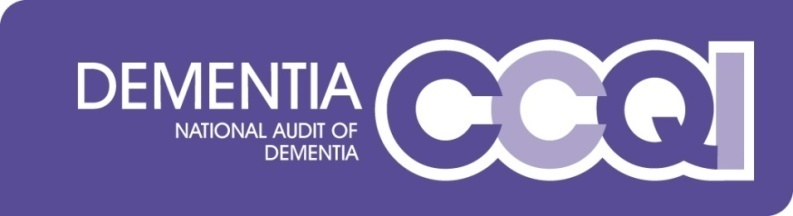 DEMENTIA
NATIONAL AUDIT OF
DEMENTIA
CCQI